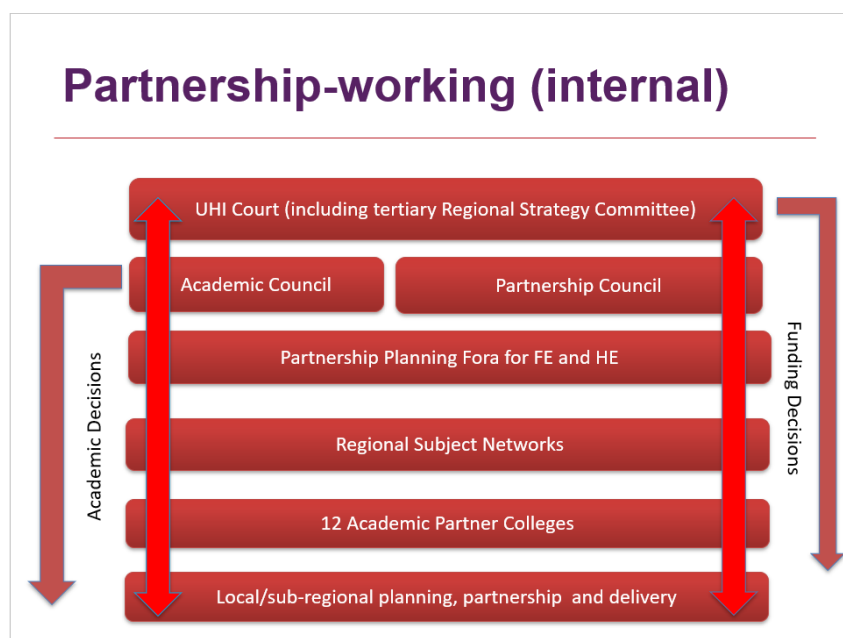 Partnership-working (internal)
UHI Court (including tertiary Regional Strategy Committee)
Academic Council
Partnership Council
Partnership Planning Fora for FE and HE
Regional Subject Networks
12 Academic Partner Colleges
Local/sub-regional planning, partnership and delivery
Academic Decisions
Funding Decisions